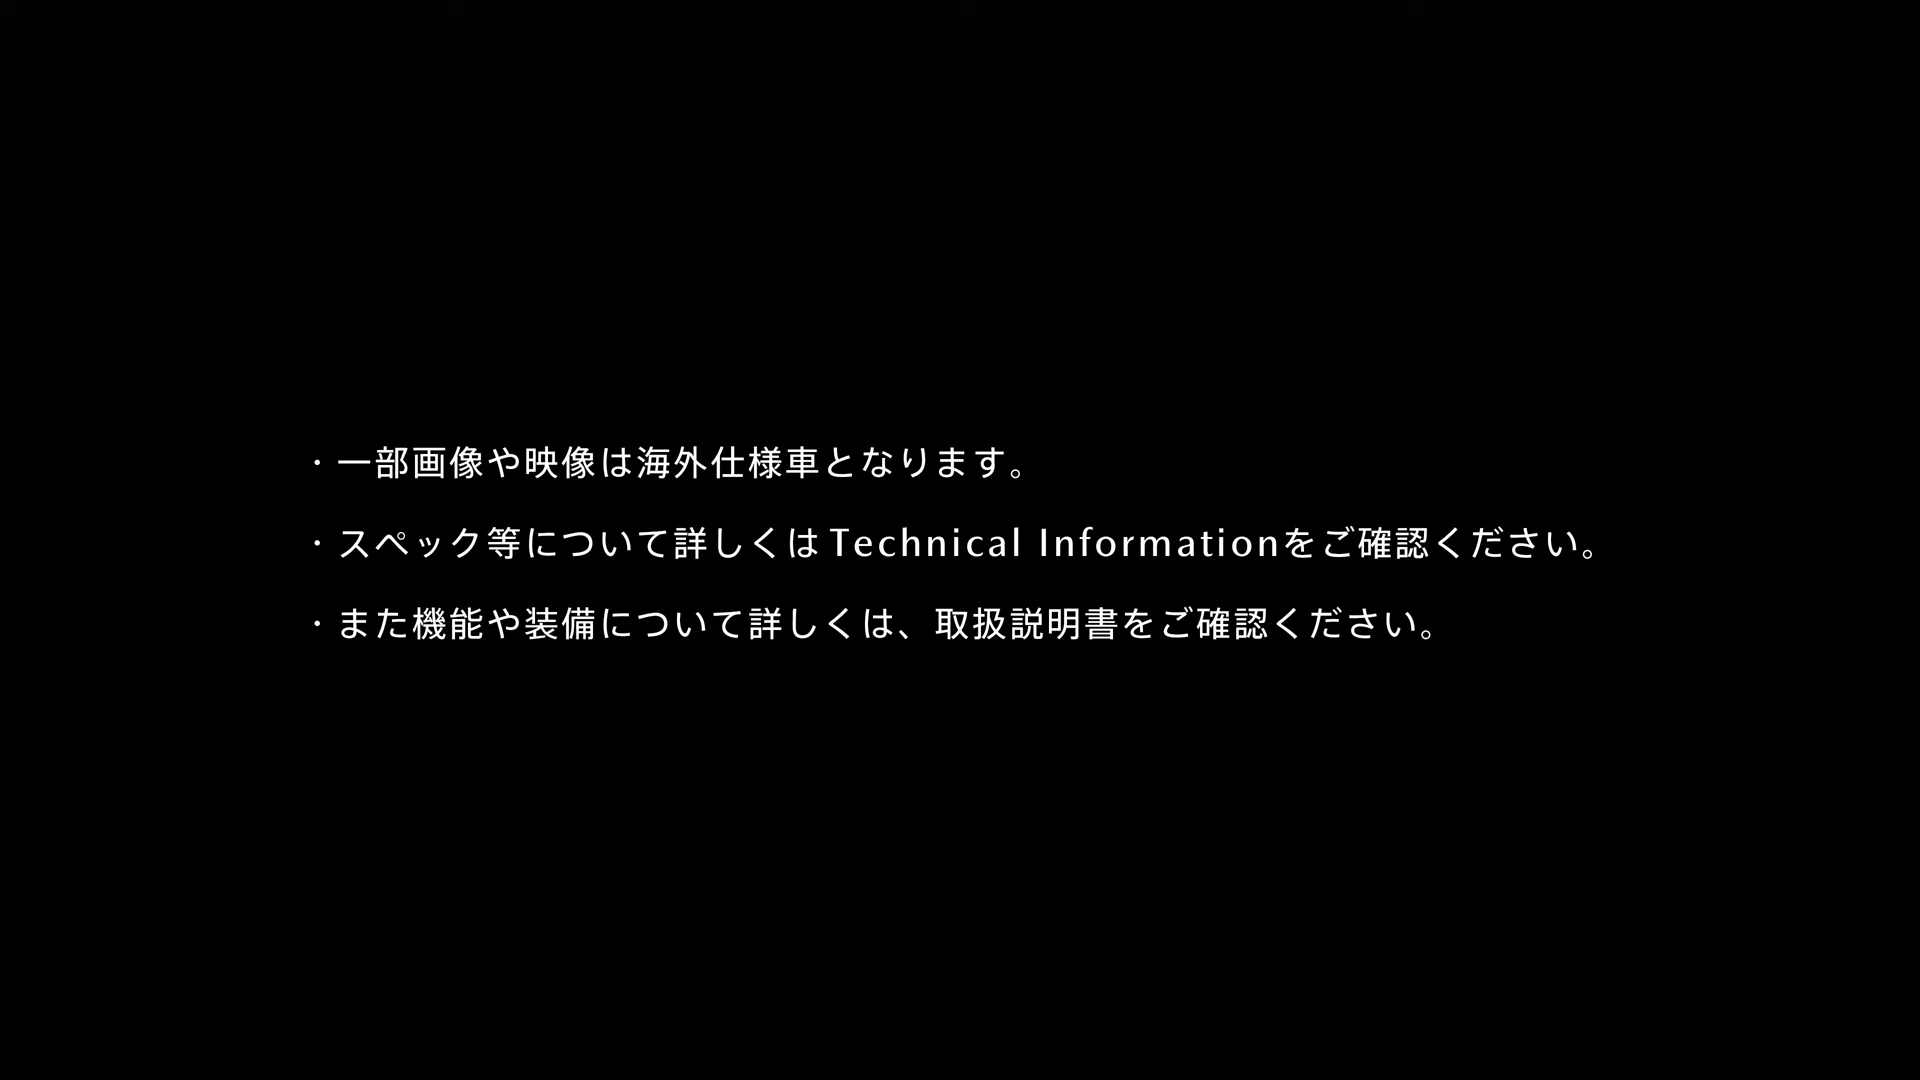 ・一部画像や映像は海外仕様車となります。
・スペック等について詳しくはTechnical Informationをご確認ください。
・また機能や装備について詳しくは、取扱説明書をご確認ください。